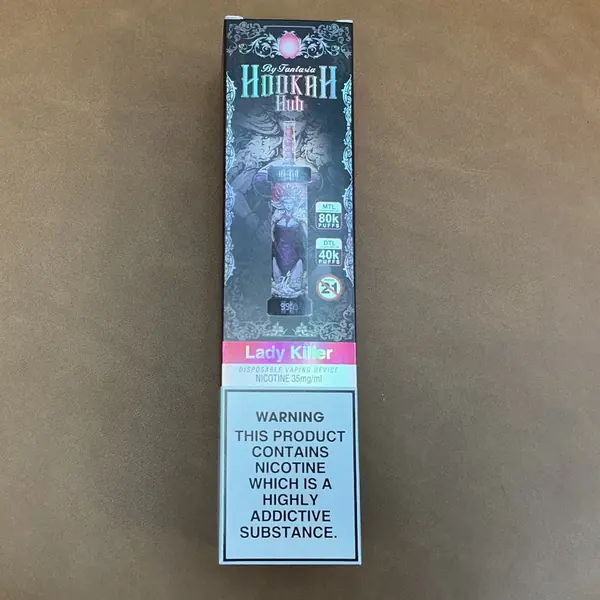 By Fantasia
HOOKAH
Hub
MTL
80k
PUFFS
DTL
40k
PUFFS
21
Lady Killer
DISPOSABLE VAPING DEVICE
NICOTINE 35mg/ml
WARNING
THIS PRODUCT
CONTAINS
NICOTINE
WHICH IS A
HIGHLY
ADDICTIVE
SUBSTANCE.